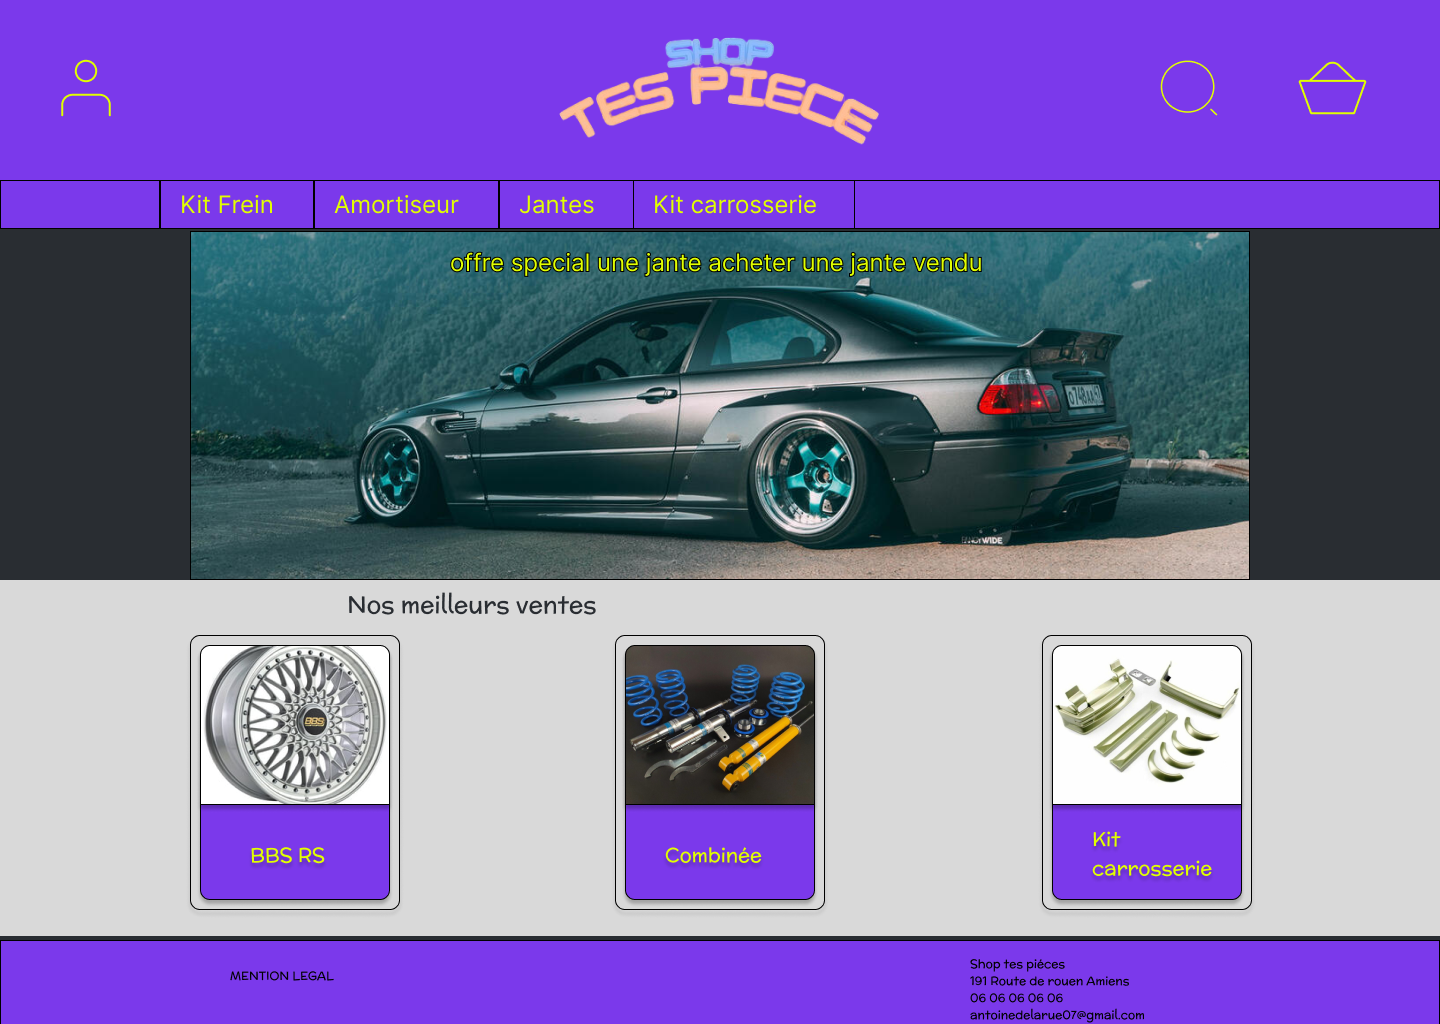 SHOP
TES PIECE
Kit Frein
Amortiseur
Jantes
Kit carrosserie
offre special une jante acheter une jante vendu
Nos meilleurs ventes
BBS
BBS RS
Combinée
Kit
carrosserie
MENTION LEGAL
Shop tes piéces
191 Route de rouen Amiens
06 06 06 06 06
antoinedelarue07@gmail.com